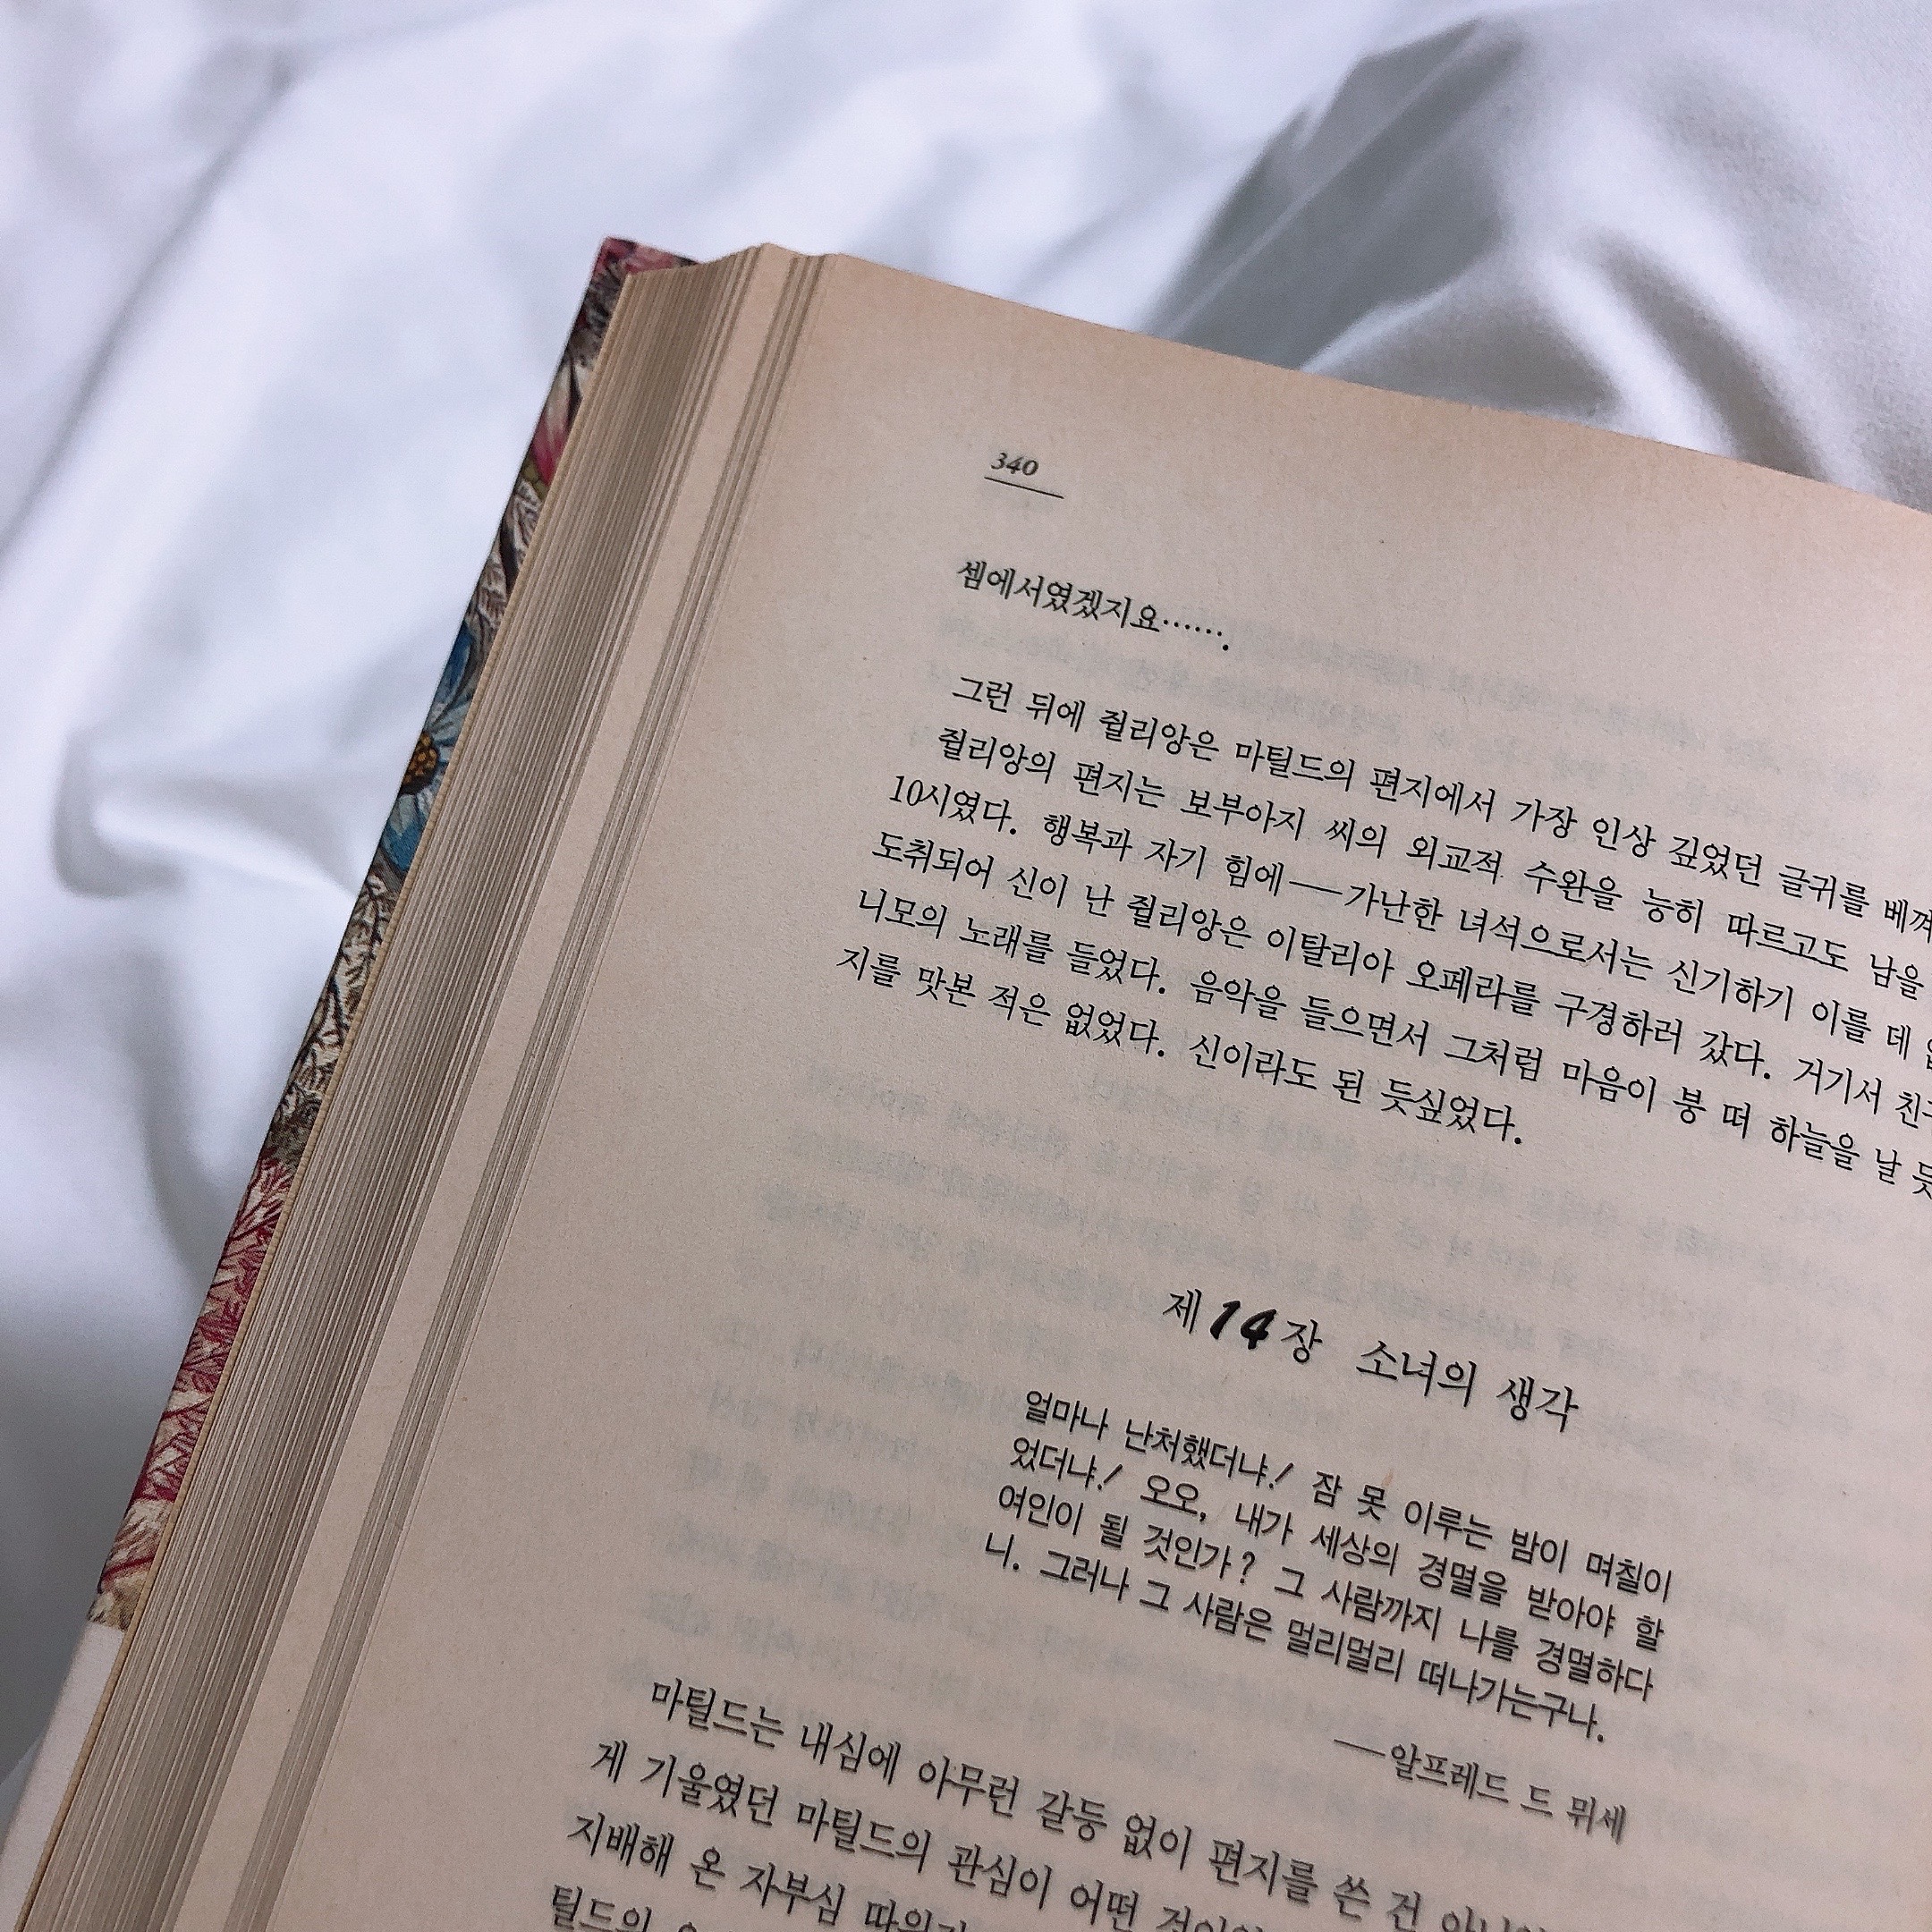 340
셈에서였겠지요…….
그런 뒤에 쥘리앙은 마틸드의 편지에서 가장 인상 깊었던 글귀를 베껴
쥘리앙의 편지는 보부아지 씨의 외교적 수완을 능히 따르고도 남을
10시였다. 행복과 자기 힘에──가난한 녀석으로서는 신기하기 이를 데
도취되어 신이 난 쥘리앙은 이탈리아 오페라를 구경하러 갔다. 거기서
니모의 노래를 들었다. 음악을 들으면서 그처럼 마음이 붕 떠 하늘을 날
지를 맛본 적은 없었다. 신이라도 된 듯싶었다.
제14장 소녀의 생각
얼마나 난처했더냐! 잠 못 이루는 밤이 며칠이
었더냐! 오오, 내가 세상의 경멸을 받아야 할
여인이 될 것인가? 그 사람까지 나를 경멸하다
니. 그러나 그 사람은 멀리멀리 떠나가는구나.
──알프레드 드 뮈세
마틸드는 내심에 아무런 갈등 없이 편지를 쓴 건
게 기울였던 마틸드의 관심이 어떤
지배해 온 자부심
틸드의